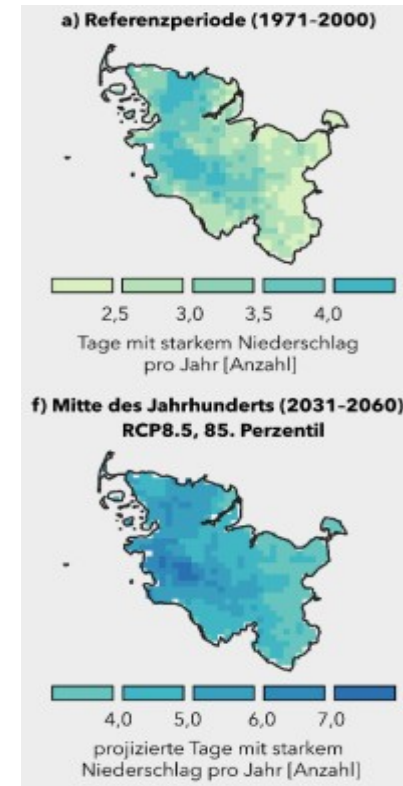 a) Referenzperiode (1971–2000)
2,5 3,0 3,5 4,0
Tage mit starkem Niederschlag
pro Jahr [Anzahl]
f) Mitte des Jahrhunderts (2031–2060)
RCP8.5, 85. Perzentil
4,0 5,0 6,0 7,0
projizierte Tage mit starkem
Niederschlag pro Jahr [Anzahl]